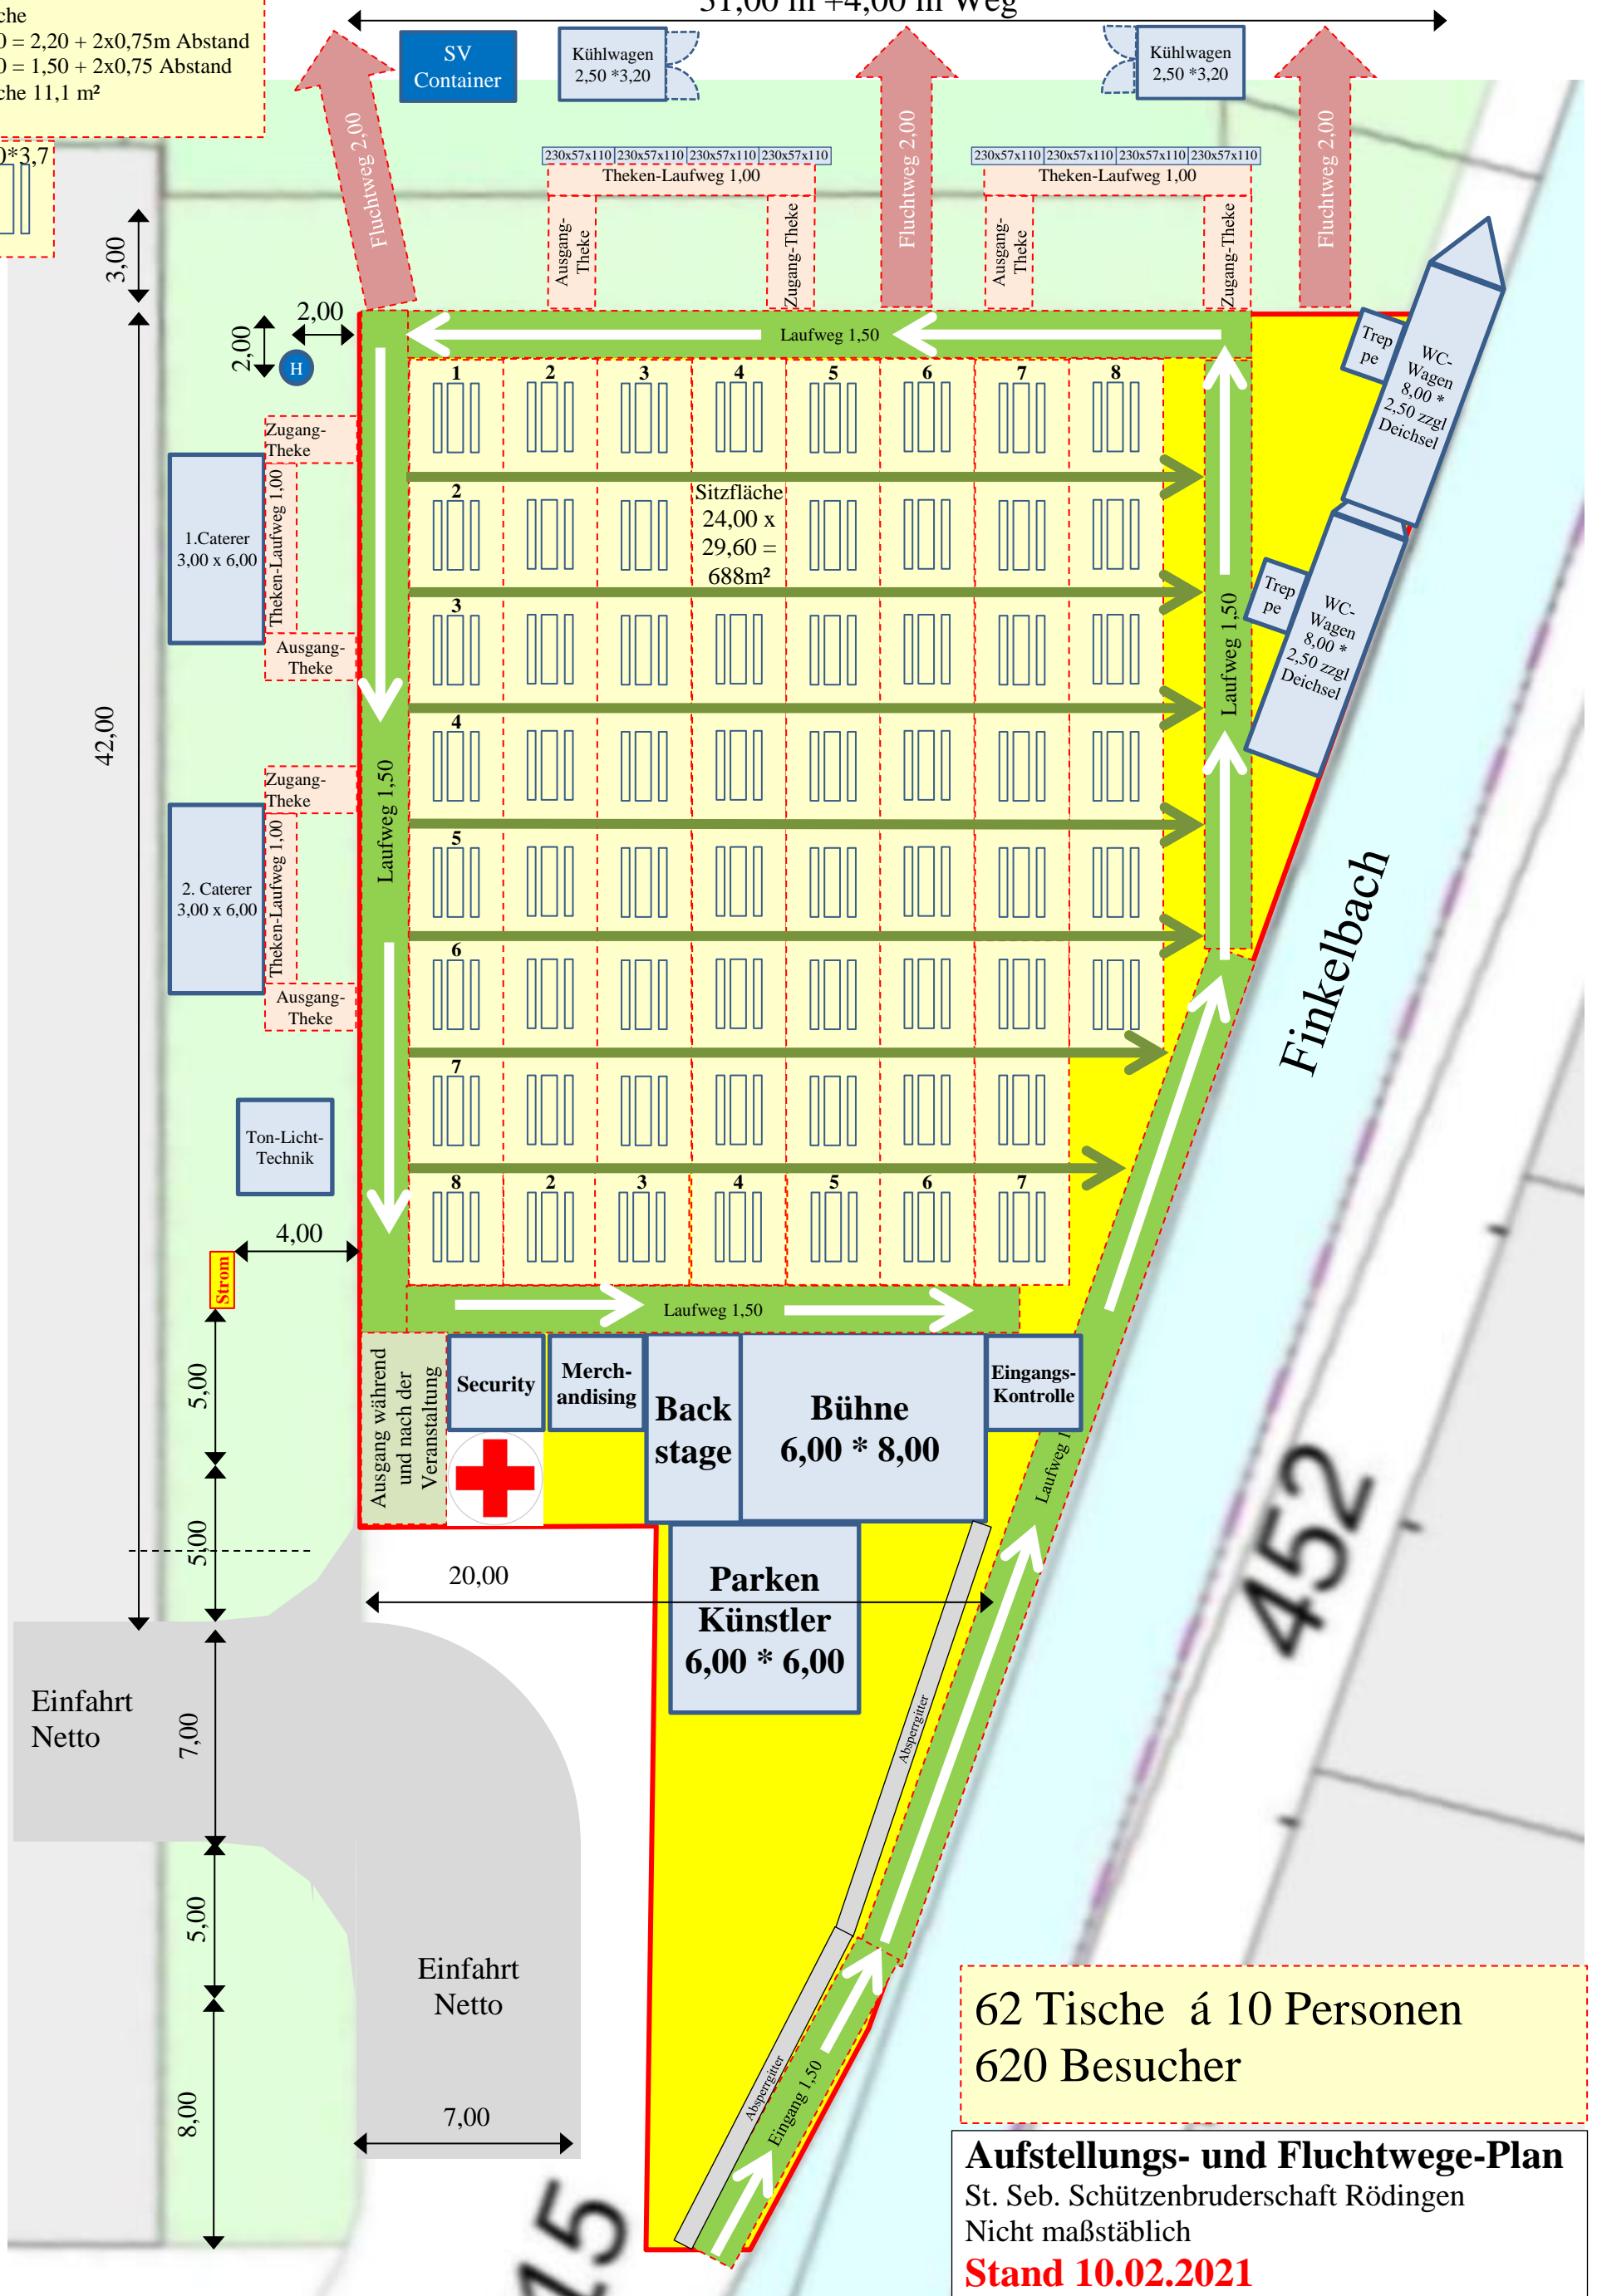 31,00 m +4,00 m Weg
che
0 = 2,20 + 2x0,75m Abstand
0 = 1,50 + 2x0,75 Abstand
che 11,1 m²
0*3,7
SV
Container
Kühlwagen
2,50 *3,20
Kühlwagen
2,50 *3,20
Fluchtweg 2,00
Fluchtweg 2,00
Fluchtweg 2,00
230x57x110 230x57x110 230x57x110 230x57x110
Theken-Laufweg 1,00
230x57x110 230x57x110 230x57x110 230x57x110
Theken-Laufweg 1,00
Ausgang-
Theke
Zugang-Theke
Ausgang-
Theke
Zugang-Theke
3,00
2,00
2,00
H
Laufweg 1,50
Trep
pe
WC-
Wagen
8,00 *
2,50 zzgl
Deichsel
1 2 3 4 5 6 7 8
Zugang-
Theke
1.Caterer
3,00 x 6,00
Theken-Laufweg 1,00
Ausgang-
Theke
2
Sitzfläche
24,00 x
29,60 =
688m²
Trep
pe
WC-
Wagen
8,00 *
2,50 zzgl
Deichsel
Laufweg 1,50
3
42,00
4
Laufweg 1,50
Zugang-
Theke
2. Caterer
3,00 x 6,00
Theken-Laufweg 1,00
Ausgang-
Theke
5
6
Finkelbach
7
Ton-Licht-
Technik
8 2 3 4 5 6 7
4,00
Strom
Laufweg 1,50
5,00
Ausgang während
und nach der
Veranstaltung
Security
Merch-
andising
Back
stage
Bühne
6,00 * 8,00
Eingangs-
Kontrolle
Laufweg 1
452
5,00
20,00
Parken
Künstler
6,00 * 6,00
Einfahrt
Netto
7,00
Absperrgitter
5,00
Einfahrt
Netto
8,00
7,00
Absperrgitter
Eingang 1,50
15
62 Tische á 10 Personen
620 Besucher
Aufstellungs- und Fluchtwege-Plan
St. Seb. Schützenbruderschaft Rödingen
Nicht maßstäblich
Stand 10.02.2021